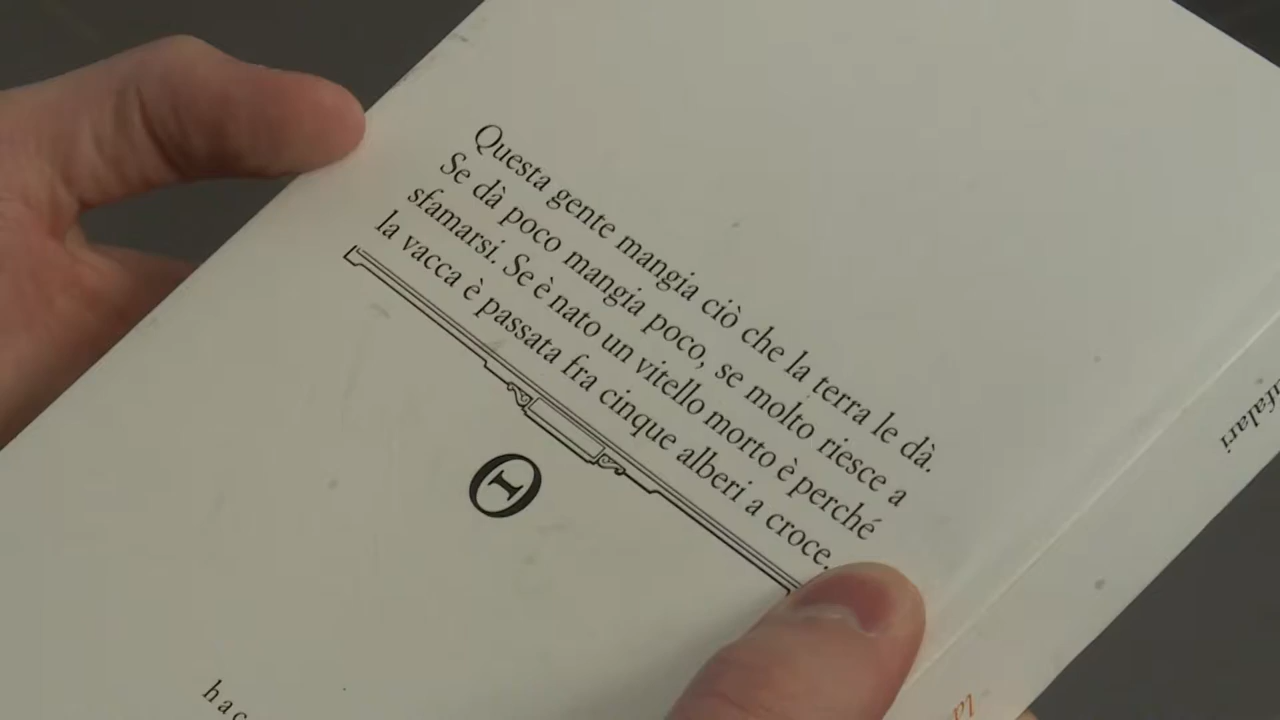 Questa gente mangia ciò che la terra le dà.
Se dà poco mangia poco, se molto riesce a
sfamarsi. Se è nato un vitello morto è perché
la vacca è passata fra cinque alberi a croce.
Θ